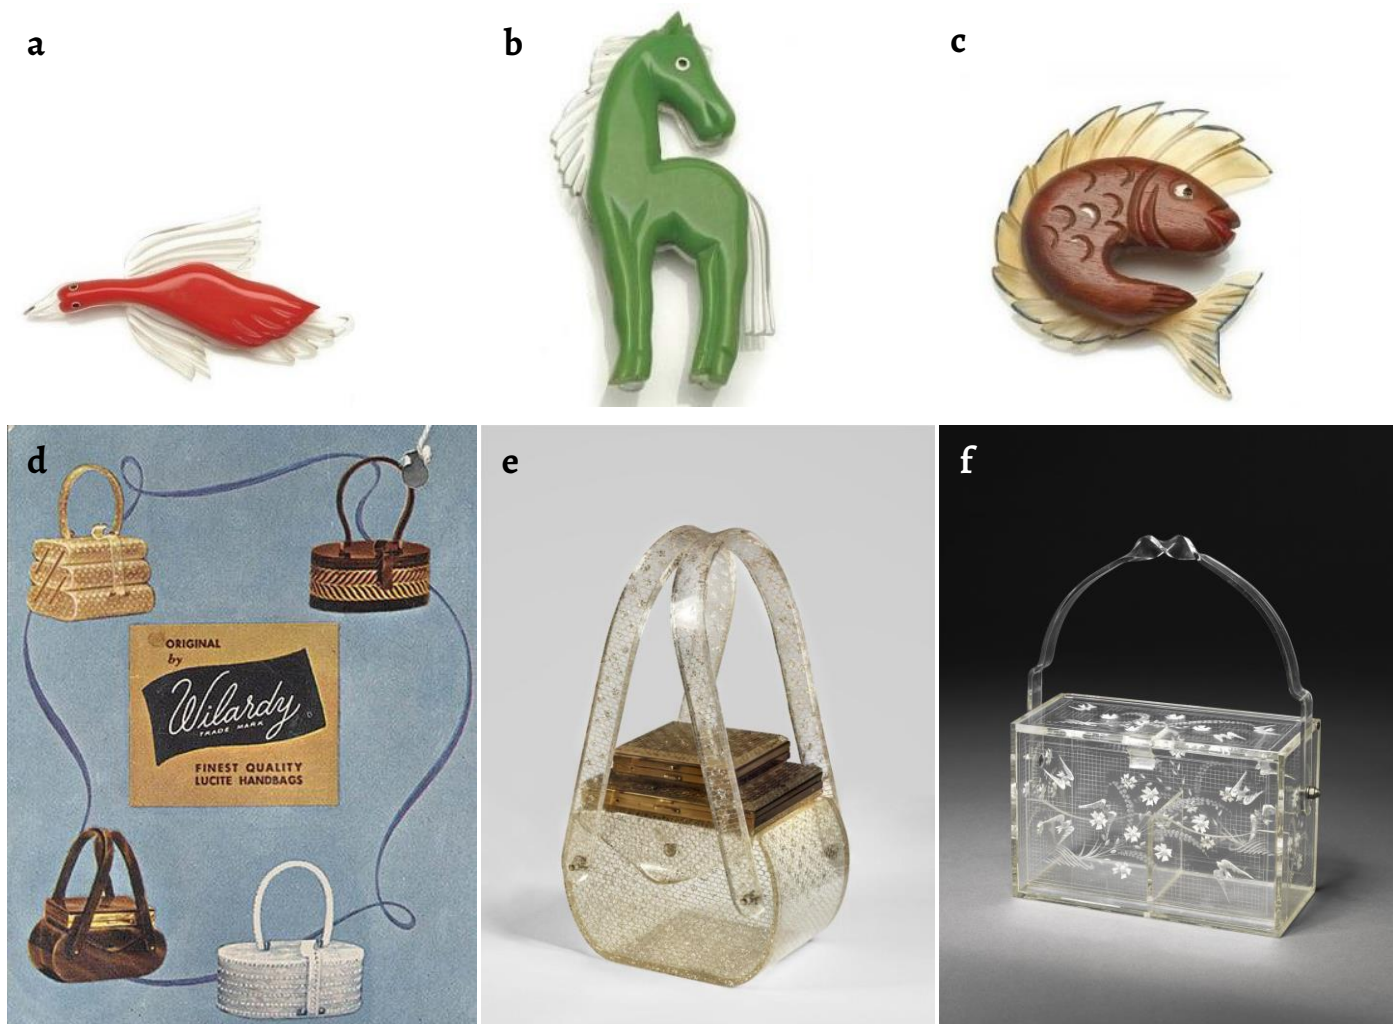 a
b
c
d
e
f
ORIGINAL
by
Wilardy
TRADE MARK
FINEST QUALITY
LUCITE HANDBAGS